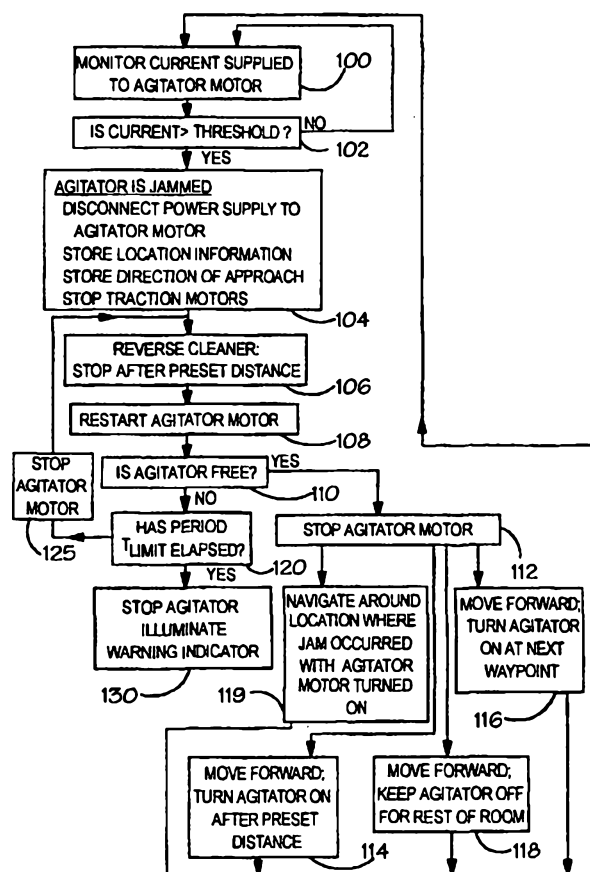 MONITOR CURRENT SUPPLIED
TO AGITATOR MOTOR
100
IS CURRENT> THRESHOLD ?
NO
102
YES
AGITATOR IS JAMMED
DISCONNECT POWER SUPPLY TO
AGITATOR MOTOR
STORE LOCATION INFORMATION
STORE DIRECTION OF APPROACH
STOP TRACTION MOTORS
104
REVERSE CLEANER:
STOP AFTER PRESET DISTANCE
106
RESTART AGITATOR MOTOR
108
IS AGITATOR FREE?
YES
110
NO
STOP
AGITATOR
MOTOR
125
HAS PERIOD
TLIMIT ELAPSED?
120
YES
STOP AGITATOR
ILLUMINATE
WARNING INDICATOR
130
STOP AGITATOR MOTOR
112
NAVIGATE AROUND
LOCATION WHERE
JAM OCCURRED
WITH AGITATOR
MOTOR TURNED
ON
119
MOVE FORWARD;
TURN AGITATOR
ON AT NEXT
WAYPOINT
116
MOVE FORWARD;
TURN AGITATOR ON
AFTER PRESET
DISTANCE
114
MOVE FORWARD;
KEEP AGITATOR OFF
FOR REST OF ROOM
118